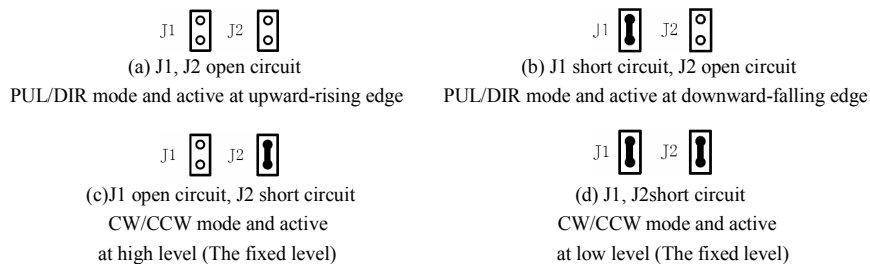 J1 J2
(a) J1, J2 open circuit
PUL/DIR mode and active at upward-rising edge
J1 J2
(b) J1 short circuit, J2 open circuit
PUL/DIR mode and active at downward-falling edge
J1 J2
(c)J1 open circuit, J2 short circuit
CW/CCW mode and active
at high level (The fixed level)
J1 J2
(d) J1, J2short circuit
CW/CCW mode and active
at low level (The fixed level)